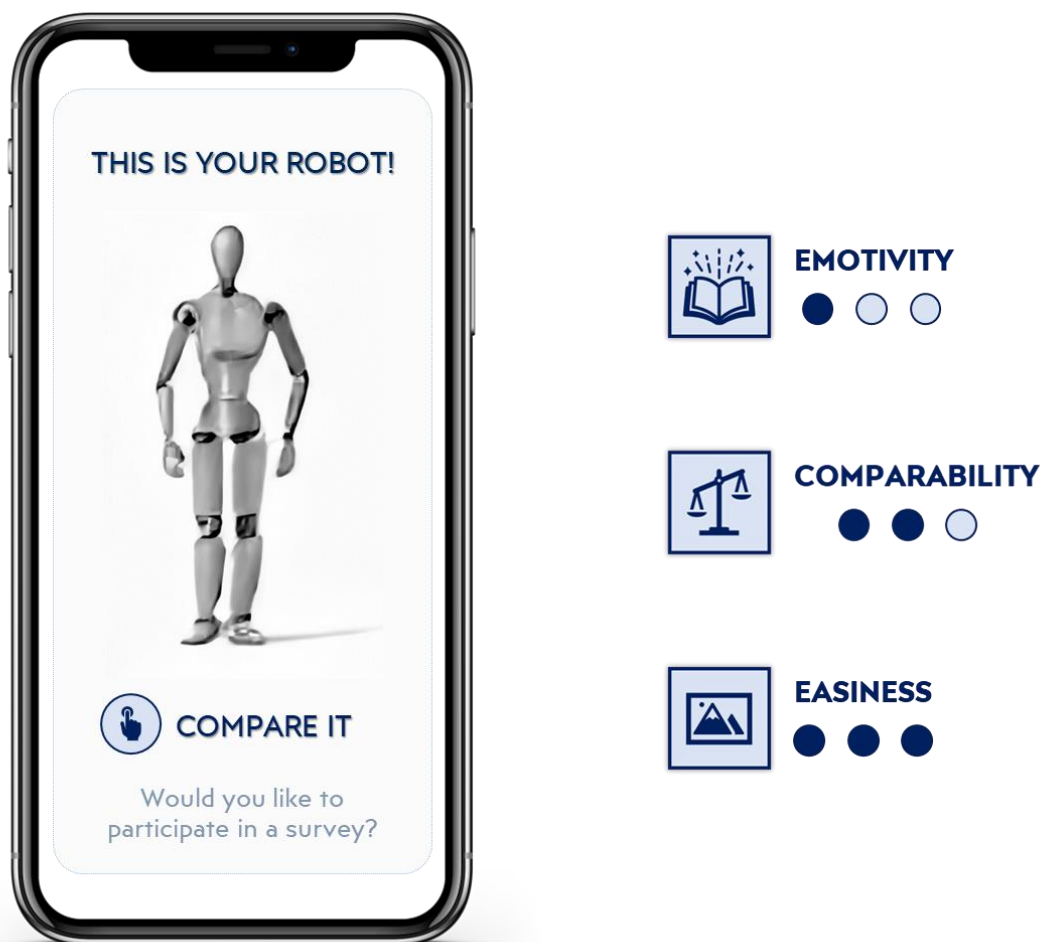 THIS IS YOUR ROBOT!
COMPARE IT
Would you like to
participate in a survey?
EMOTIVITY
COMPARABILITY
EASINESS